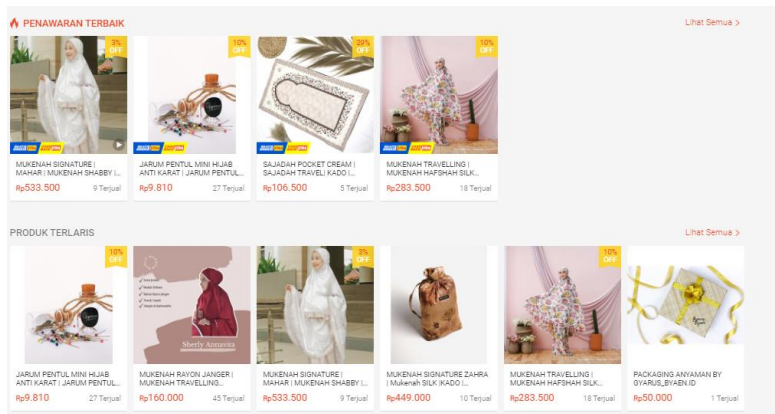 PENAWARAN TERBAIK
Lihat Semua >
3%
OFF
10%
OFF
29%
OFF
10%
OFF
MUKENAH SIGNATURE |
MAHAR | MUKENAH SHABBY |...
Rp533.500
9 Terjual
JARUM PENTUL MINI HIJAB
ANTI KARAT | JARUM PENTUL...
Rp9.810
27 Terjual
SAJADAH POCKET CREAM |
SAJADAH TRAVEL| KADO |...
Rp106.500
5 Terjual
MUKENAH TRAVELLING |
MUKENAH HAFSHAH SILK...
Rp283.500
18 Terjual
PRODUK TERLARIS
Lihat Semua >
10%
OFF
3%
OFF
10%
OFF
Sherly Annavita
JARUM PENTUL MINI HIJAB
ANTI KARAT | JARUM PENTUL...
Rp9.810
27 Terjual
MUKENAH RAYON JANGER |
MUKENAH TRAVELLING...
Rp160.000
45 Terjual
MUKENAH SIGNATURE |
MAHAR | MUKENAH SHABBY |...
Rp533.500
9 Terjual
MUKENAH SIGNATURE ZAHRA
| Mukenah SILK |KADO |...
Rp449.000
10 Terjual
MUKENAH TRAVELLING |
MUKENAH HAFSHAH SILK...
Rp283.500
18 Terjual
PACKAGING ANYAMAN BY
GYARUS_BYAEN.ID
Rp50.000
1 Terjual